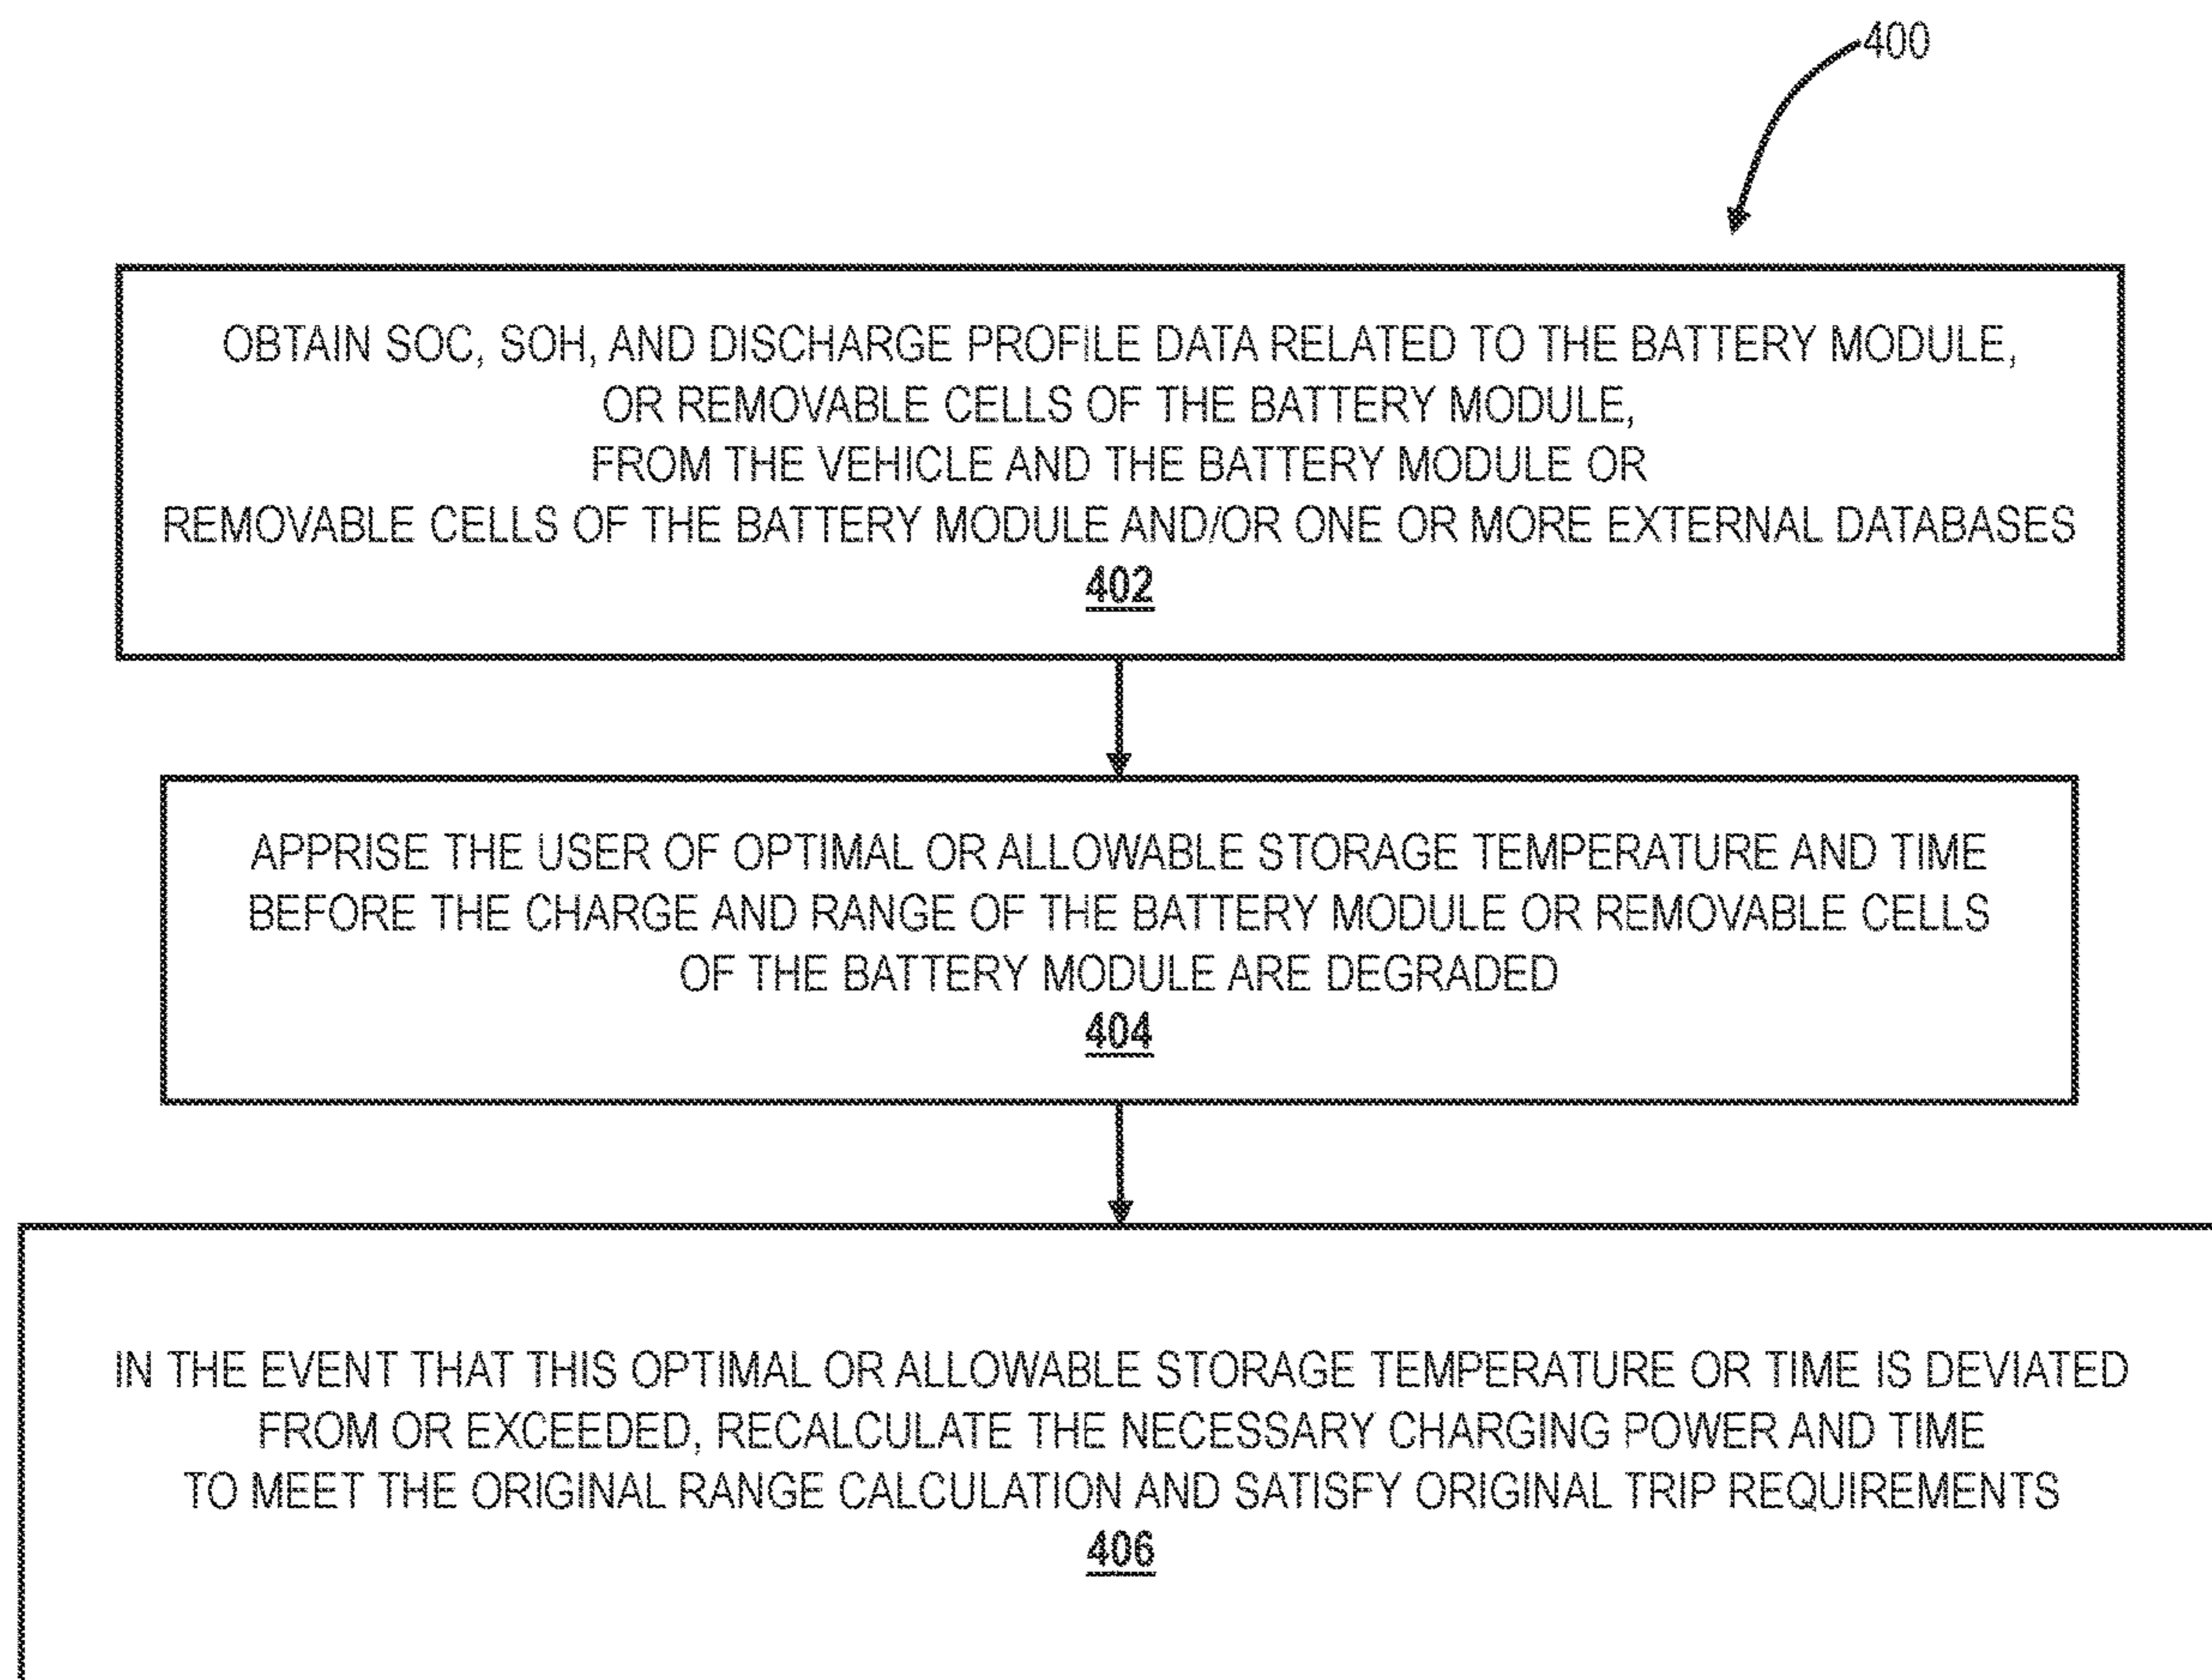 400
OBTAIN SOC, SOH, AND DISCHARGE PROFILE DATA RELATED TO THE BATTERY MODULE,
OR REMOVABLE CELLS OF THE BATTERY MODULE,
FROM THE VEHICLE AND THE BATTERY MODULE OR
REMOVABLE CELLS OF THE BATTERY MODULE AND/OR ONE OR MORE EXTERNAL DATABASES
402
APPRISE THE USER OF OPTIMAL OR ALLOWABLE STORAGE TEMPERATURE AND TIME
BEFORE THE CHARGE AND RANGE OF THE BATTERY MODULE OR REMOVABLE CELLS
OF THE BATTERY MODULE ARE DEGRADED
404
IN THE EVENT THAT THIS OPTIMAL OR ALLOWABLE STORAGE TEMPERATURE OR TIME IS DEVIATED
FROM OR EXCEEDED, RECALCULATE THE NECESSARY CHARGING POWER AND TIME
TO MEET THE ORIGINAL RANGE CALCULATION AND SATISFY ORIGINAL TRIP REQUIREMENTS
406